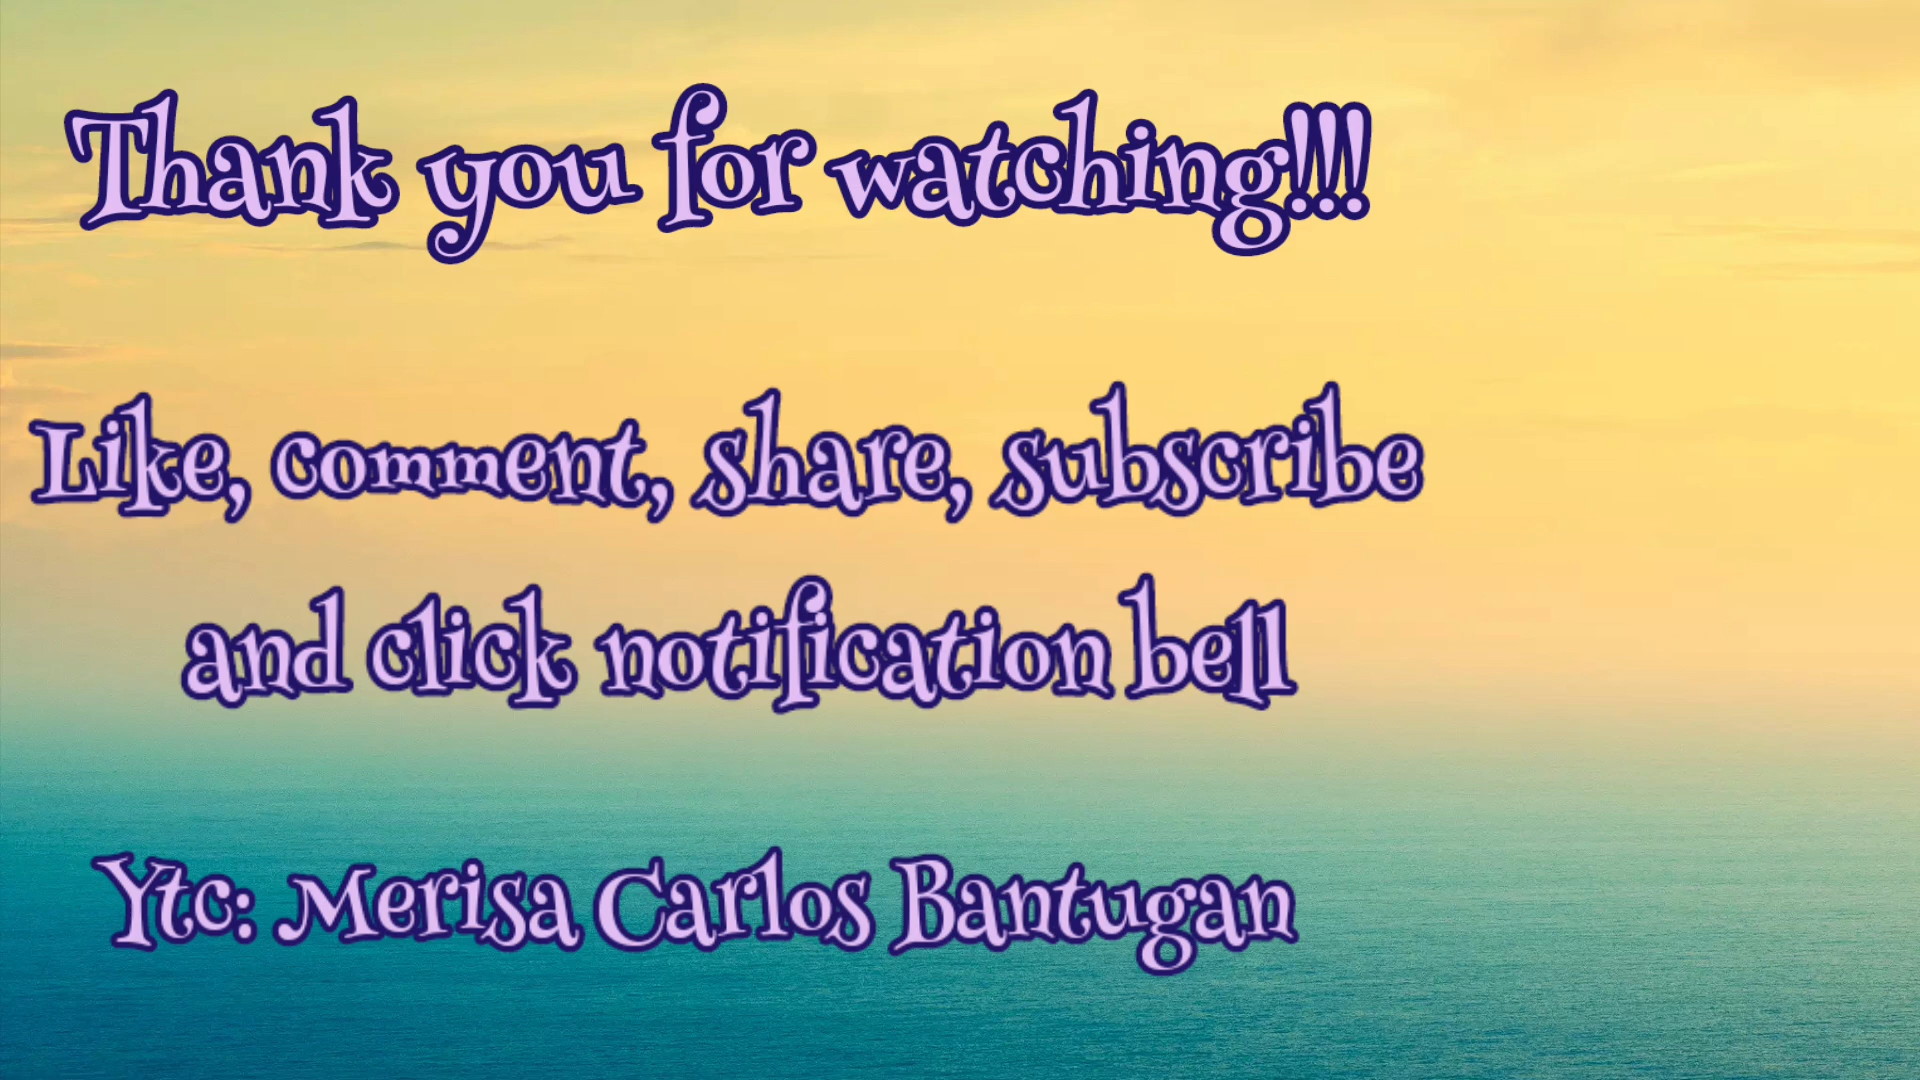 Thank you for watching!!!
Like, comment, share, subscribe
and click notification bell
Ytc: Merisa Carlos Bantugan